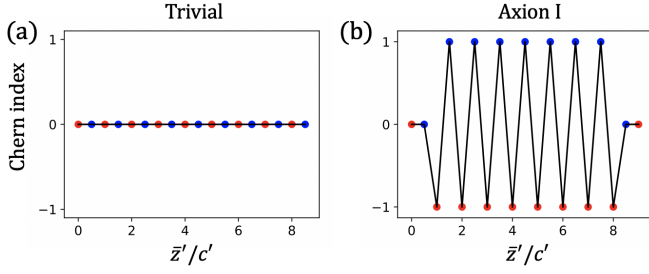 Trivial
Axion I
(a)
(b)
Cherm index
1
0
−1
0 2 4 6 8
z̄′/c′
1
0
−1
0 2 4 6 8
z̄′/c′